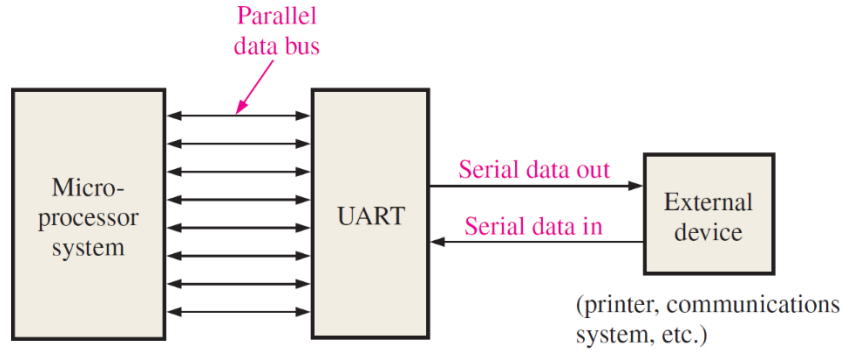 Parallel
data bus
Micro-
processor
system
UART
Serial data out
Serial data in
External
device
(printer, communications
system, etc.)